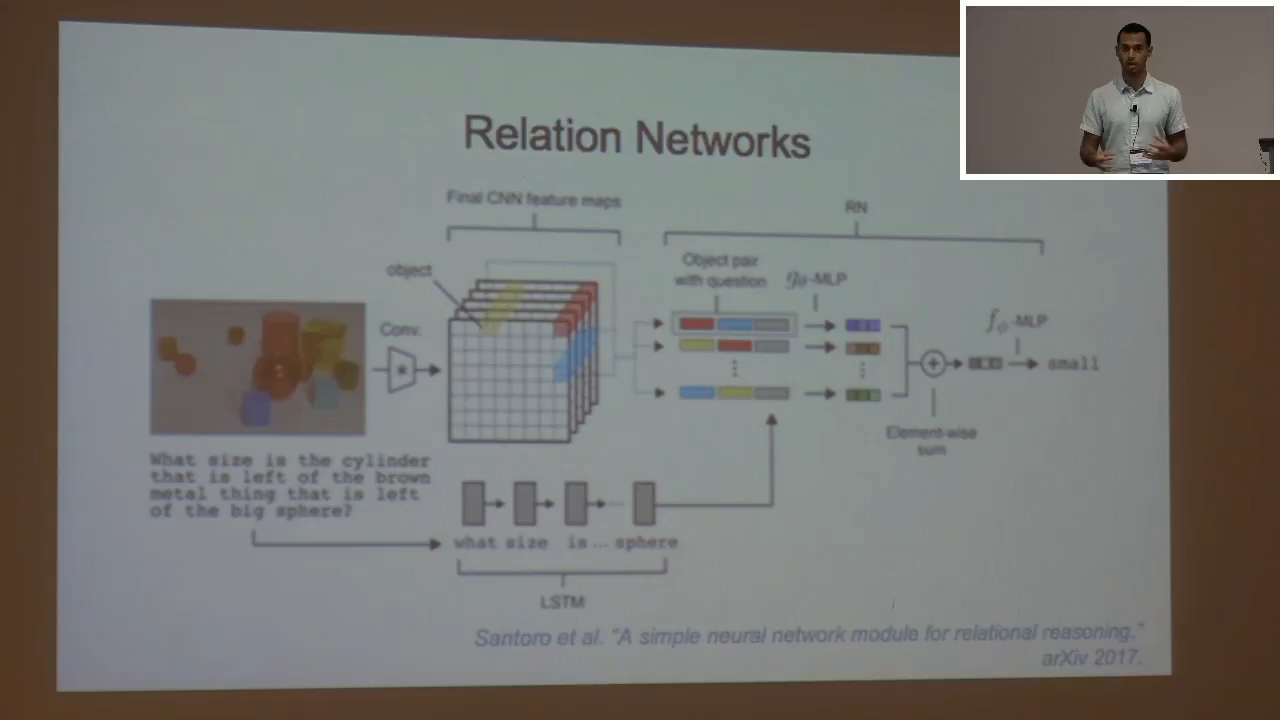 Relation Networks
Final CNN feature maps
RN
object
Object pair
with question
gθ-MLP
fϕ-MLP
Conv.
small
Element-wise
sum
What size is the cylinder
that is left of the brown
metal thing that is left
of the big sphere?
what size is ... sphere
LSTM
Santoro et al. "A simple neural network module for relational reasoning."
arXiv 2017.